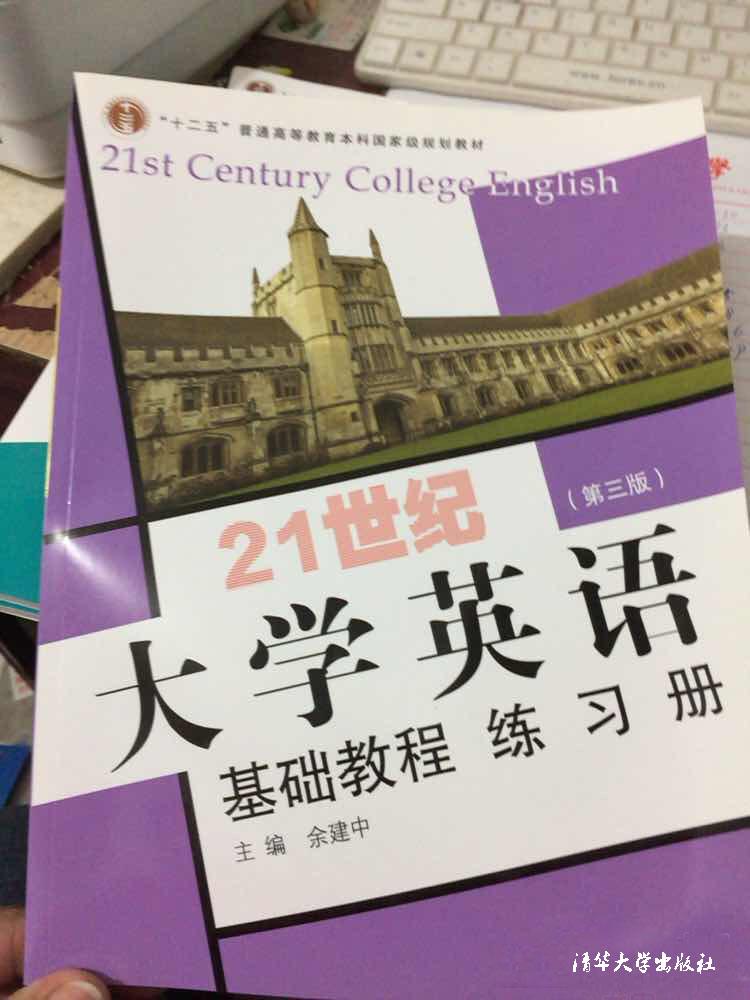 “十二五”普通高等教育本科国家级规划教材
21st Century College English
21世纪
（第三版）
大学英语
基础教程 练习册
主编 余建中
清华大学出版社